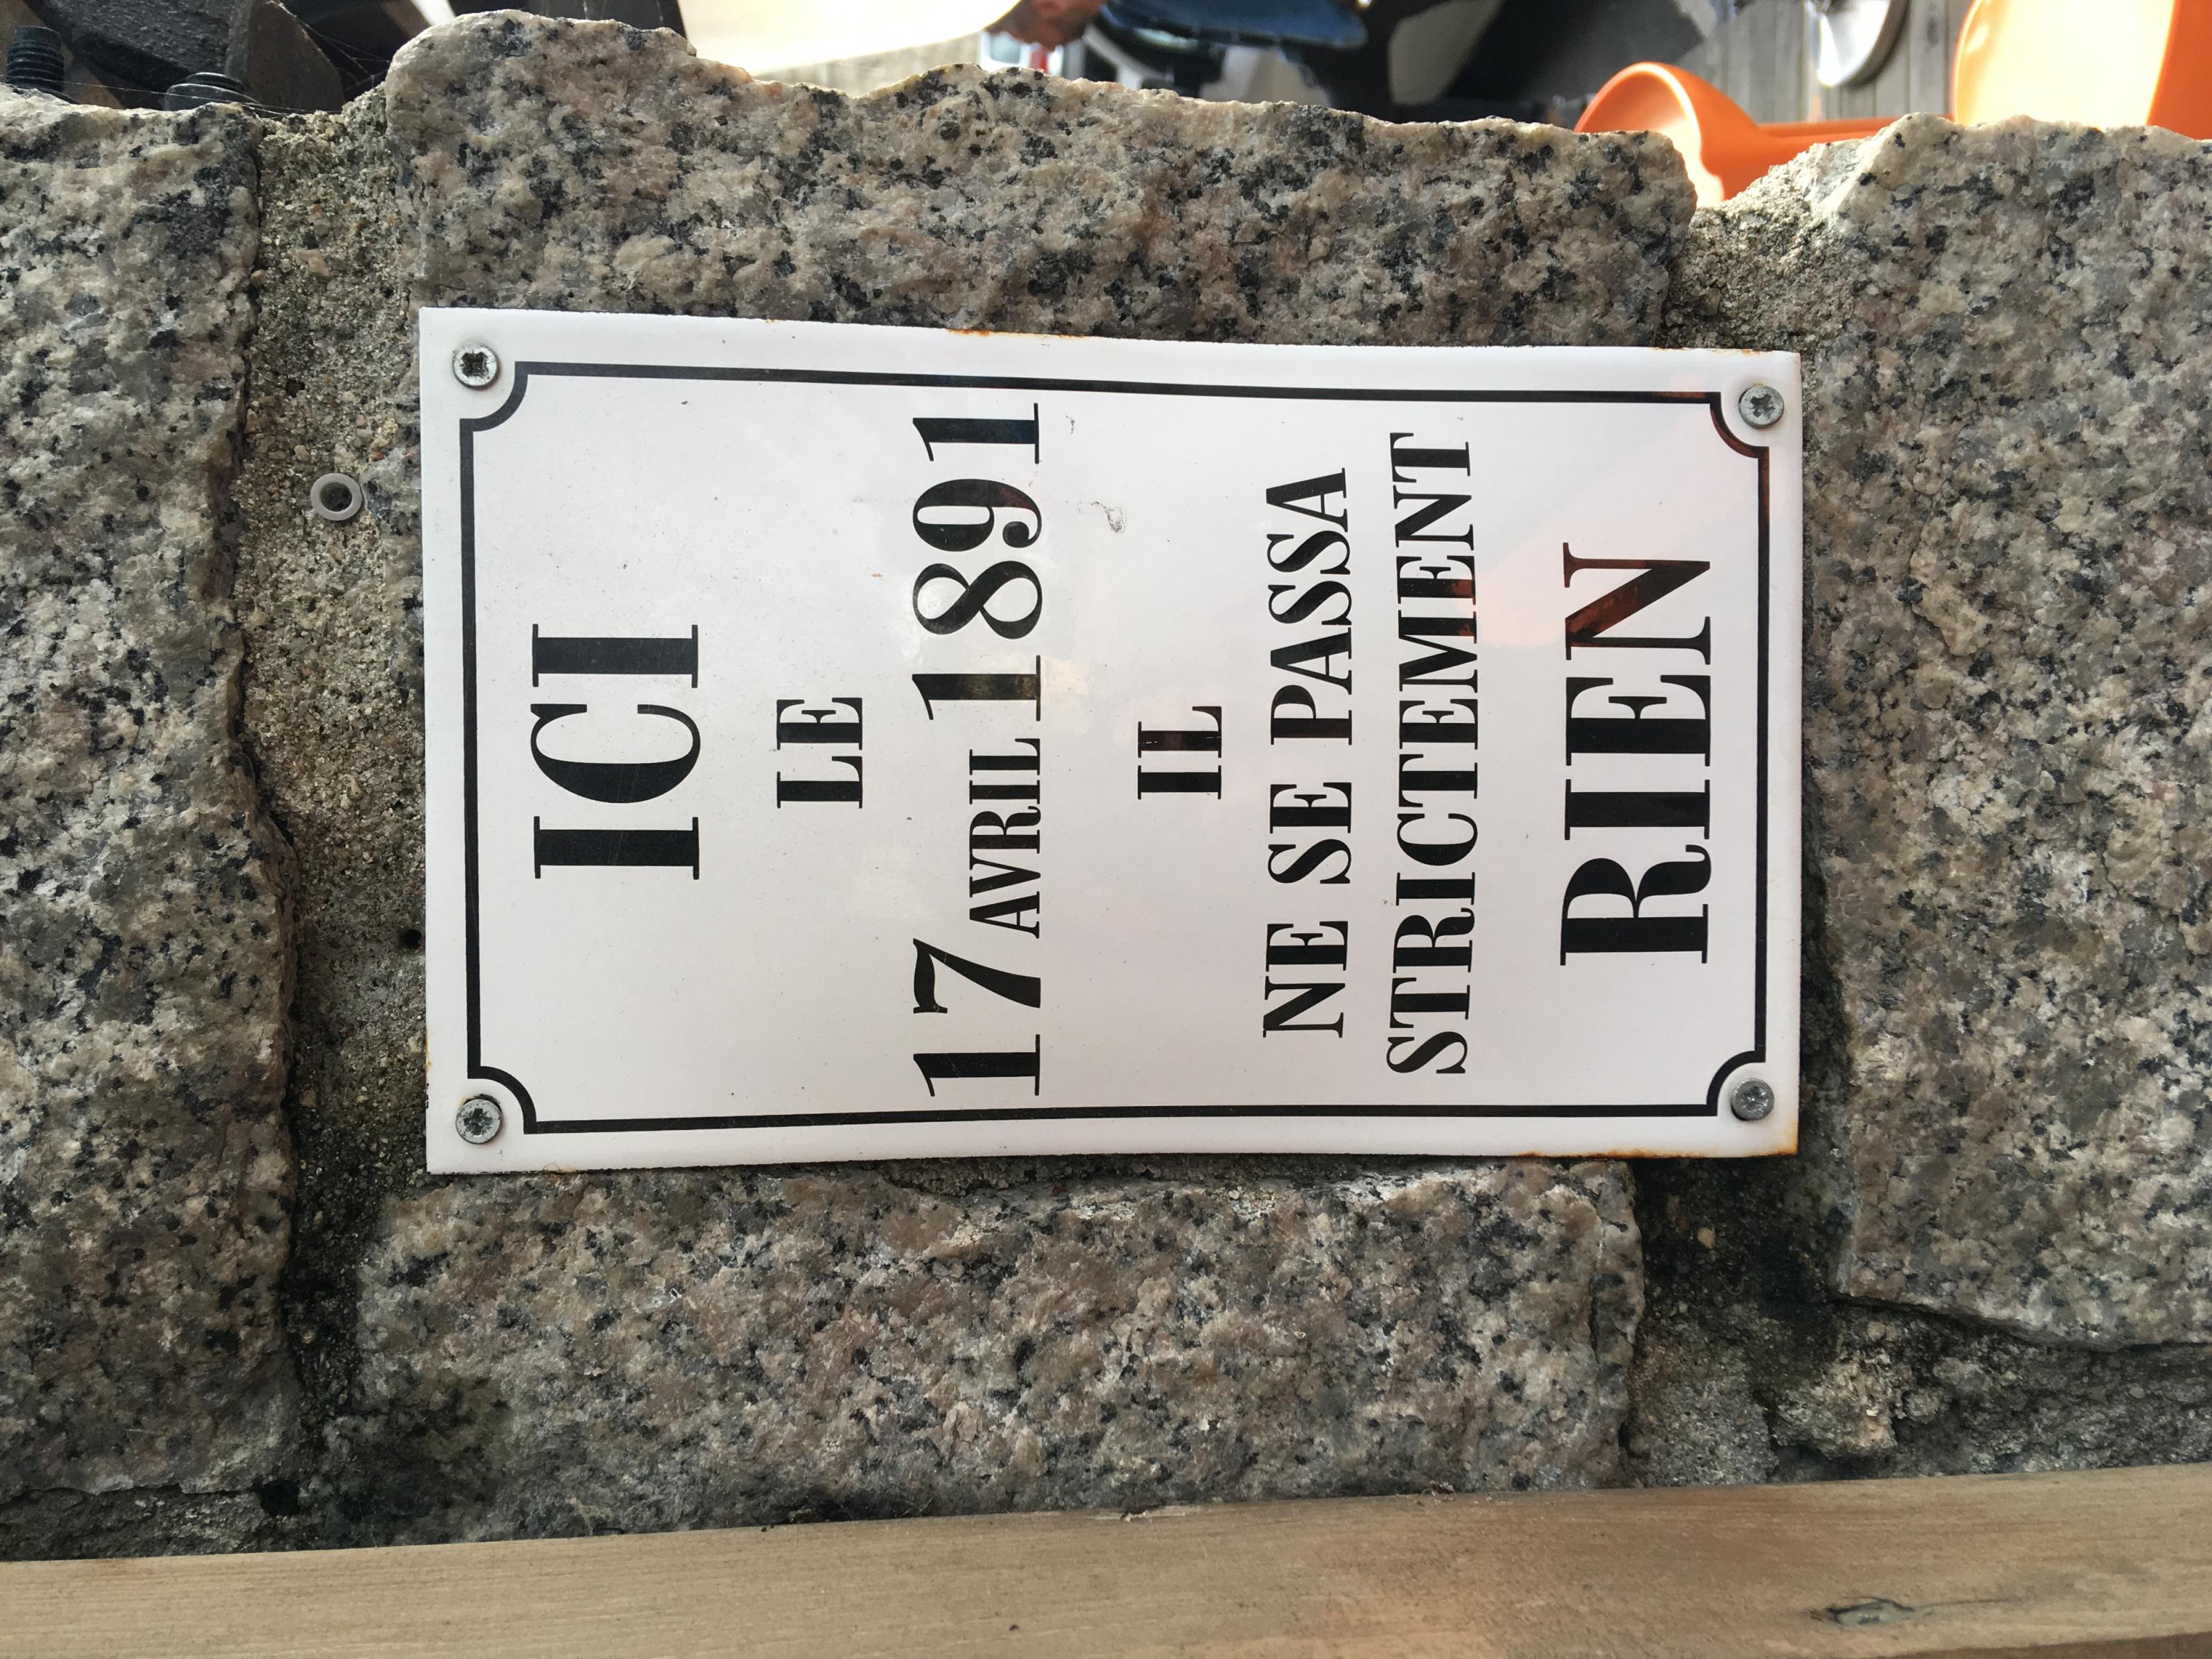 ICI
LE
17 AVRIL 1891
IL
NE SE PASSA
STRICTEMENT
RIEN